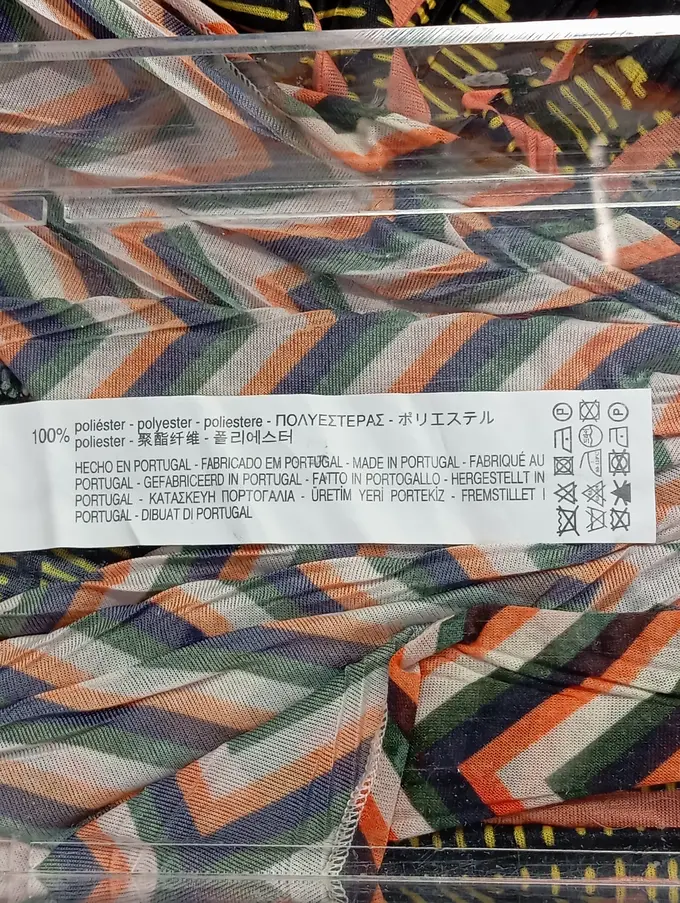 100% poliéster - polyester - poliestere - ΠΟΛΥΕΣΤΕΡΑΣ - ポリエステル
poliester - 聚酯纤维 - 폴리에스터
HECHO EN PORTUGAL - FABRICADO EM PORTUGAL - MADE IN PORTUGAL - FABRIQUÉ AU
PORTUGAL - GEFABRICEERD IN PORTUGAL - FATTO IN PORTOGALLO - HERGESTELLT IN
PORTUGAL - ΚΑΤΑΣΚΕΥΗ ΠΟΡΤΟΓΑΛΙΑ - ÜRETİM YERİ PORTEKİZ - FREMSTILLET I
PORTUGAL - DIBUAT DI PORTUGAL
P
P